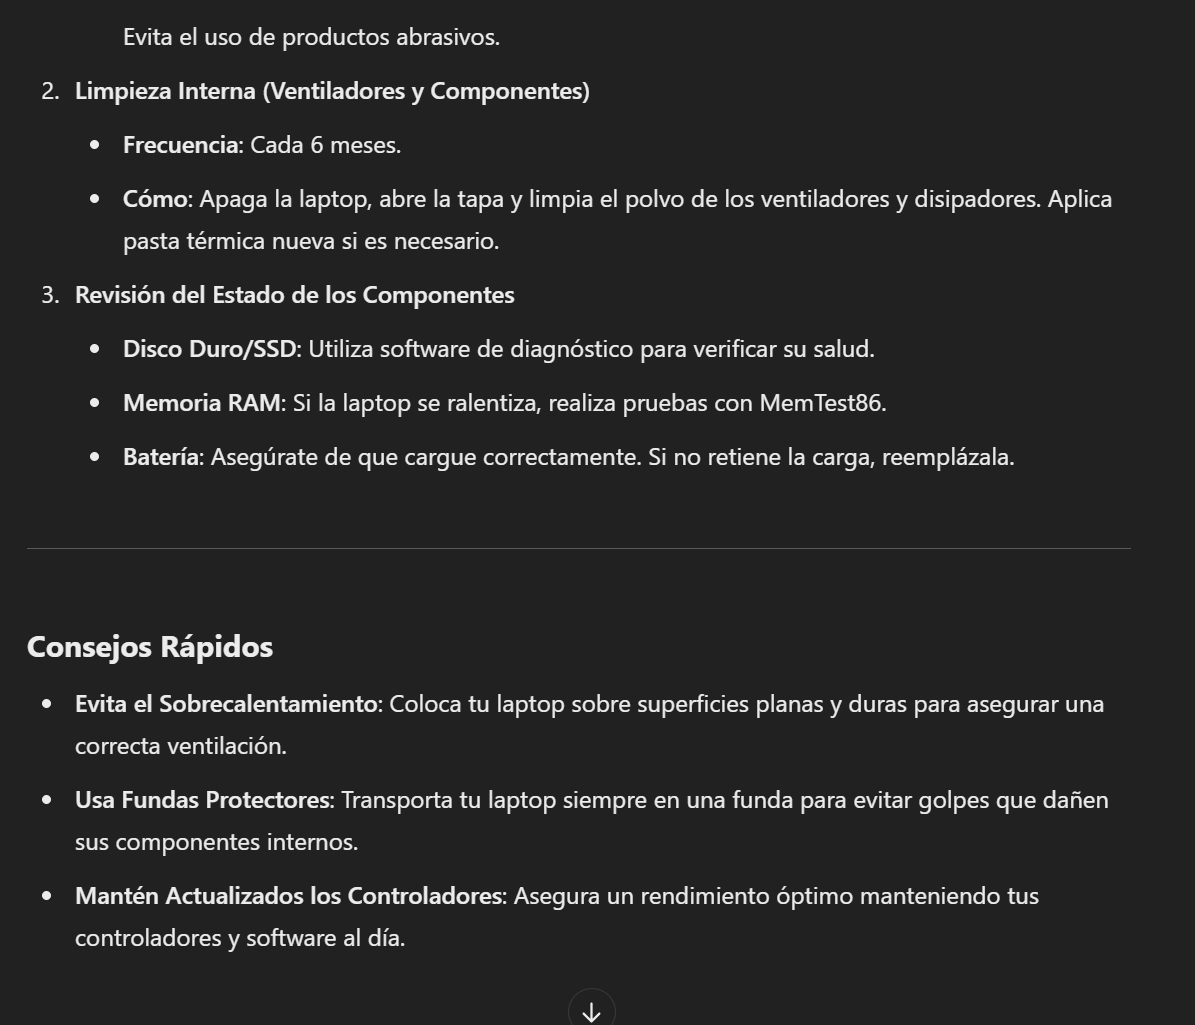 Evita el uso de productos abrasivos.
2. Limpieza Interna (Ventiladores y Componentes)
• Frecuencia: Cada 6 meses.
• Cómo: Apaga la laptop, abre la tapa y limpia el polvo de los ventiladores y disipadores. Aplica
pasta térmica nueva si es necesario.
3. Revisión del Estado de los Componentes
• Disco Duro/SSD: Utiliza software de diagnóstico para verificar su salud.
• Memoria RAM: Si la laptop se ralentiza, realiza pruebas con MemTest86.
• Batería: Asegúrate de que cargue correctamente. Si no retiene la carga, reemplázala.
Consejos Rápidos
• Evita el Sobrecalentamiento: Coloca tu laptop sobre superficies planas y duras para asegurar una
correcta ventilación.
• Usa Fundas Protectores: Transporta tu laptop siempre en una funda para evitar golpes que dañen
sus componentes internos.
• Mantén Actualizados los Controladores: Asegura un rendimiento óptimo manteniendo tus
controladores y software al día.